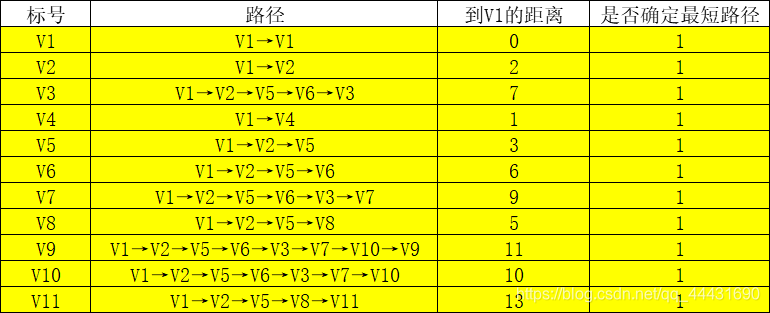 标号 路径 到V1的距离 是否确定最短路径
V1 V1→V1 0 1
V2 V1→V2 2 1
V3 V1→V2→V5→V6→V3 7 1
V4 V1→V4 1 1
V5 V1→V2→V5 3 1
V6 V1→V2→V5→V6 6 1
V7 V1→V2→V5→V6→V3→V7 9 1
V8 V1→V2→V5→V8 5 1
V9 V1→V2→V5→V6→V3→V7→V10→V9 11 1
V10 V1→V2→V5→V6→V3→V7→V10 10 1
V11 V1→V2→V5→V8→V11 13 1
https://blog.csdn.net/qq_44431690